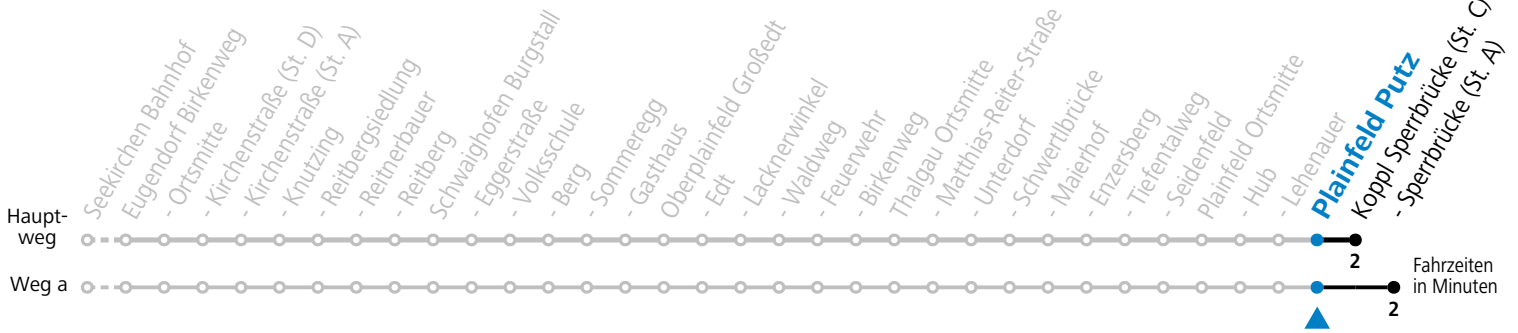 Seekirchen Bahnhof
Eugendorf Birkenweg
- Ortsmitte
- Kirchenstraße (St. D)
- Kirchenstraße (St. A)
- Knutzing
- Reitbergsiedlung
- Reitnerbauer
- Reitberg
Schwaighofen Burgstall
- Eggerstraße
- Volksschule
- Berg
- Sommeregg
Gasthaus
Oberplainfeld Großedt
- Edt
- Lacknerwinkel
- Waldweg
- Feuerwehr
- Birkenweg
Thalgau Ortsmitte
- Matthias-Reiter-Straße
- Unterdorf
- Schwertlbrücke
- Maierhof
- Enzersberg
- Tiefentalweg
- Seidenfeld
Plainfeld Ortsmitte
- Hub
- Lehenauer
Plainfeld Putz
Koppl Sperrbrücke (St. C)
- Sperrbrücke (St. A)
Haupt-
weg
2
Weg a
2
Fahrzeiten
in Minuten